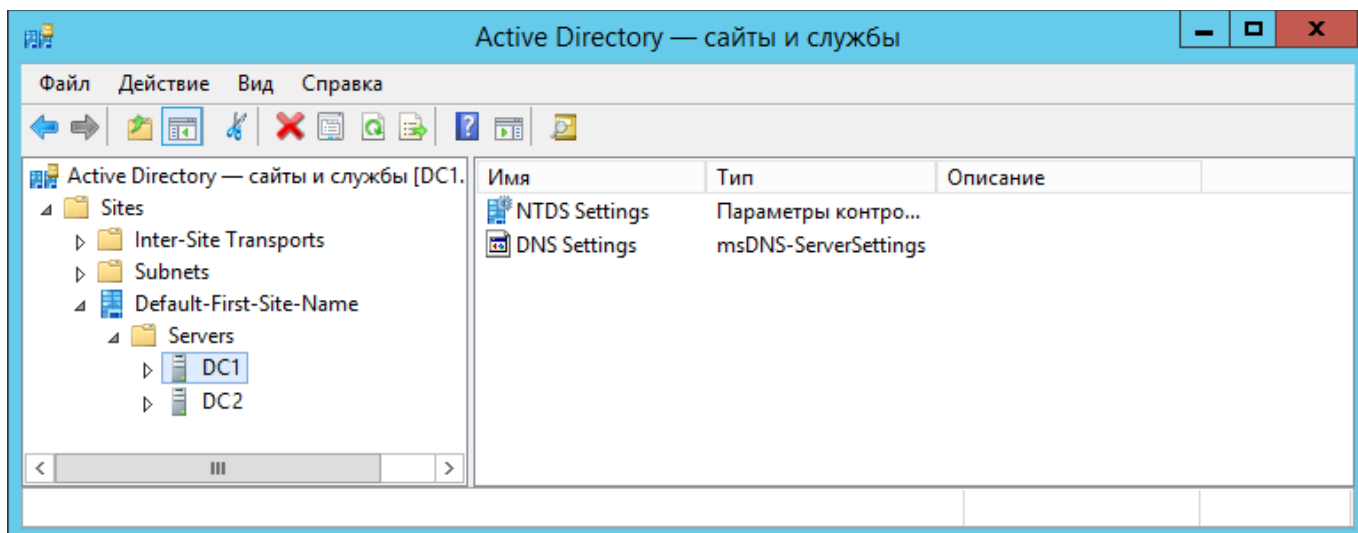 Active Directory — сайты и службы
Файл Действие Вид Справка
Active Directory — сайты и службы [DC1.
Sites
Inter-Site Transports
Subnets
Default-First-Site-Name
Servers
DC1
DC2
Имя Тип Описание
NTDS Settings Параметры контро...
DNS Settings msDNS-ServerSettings